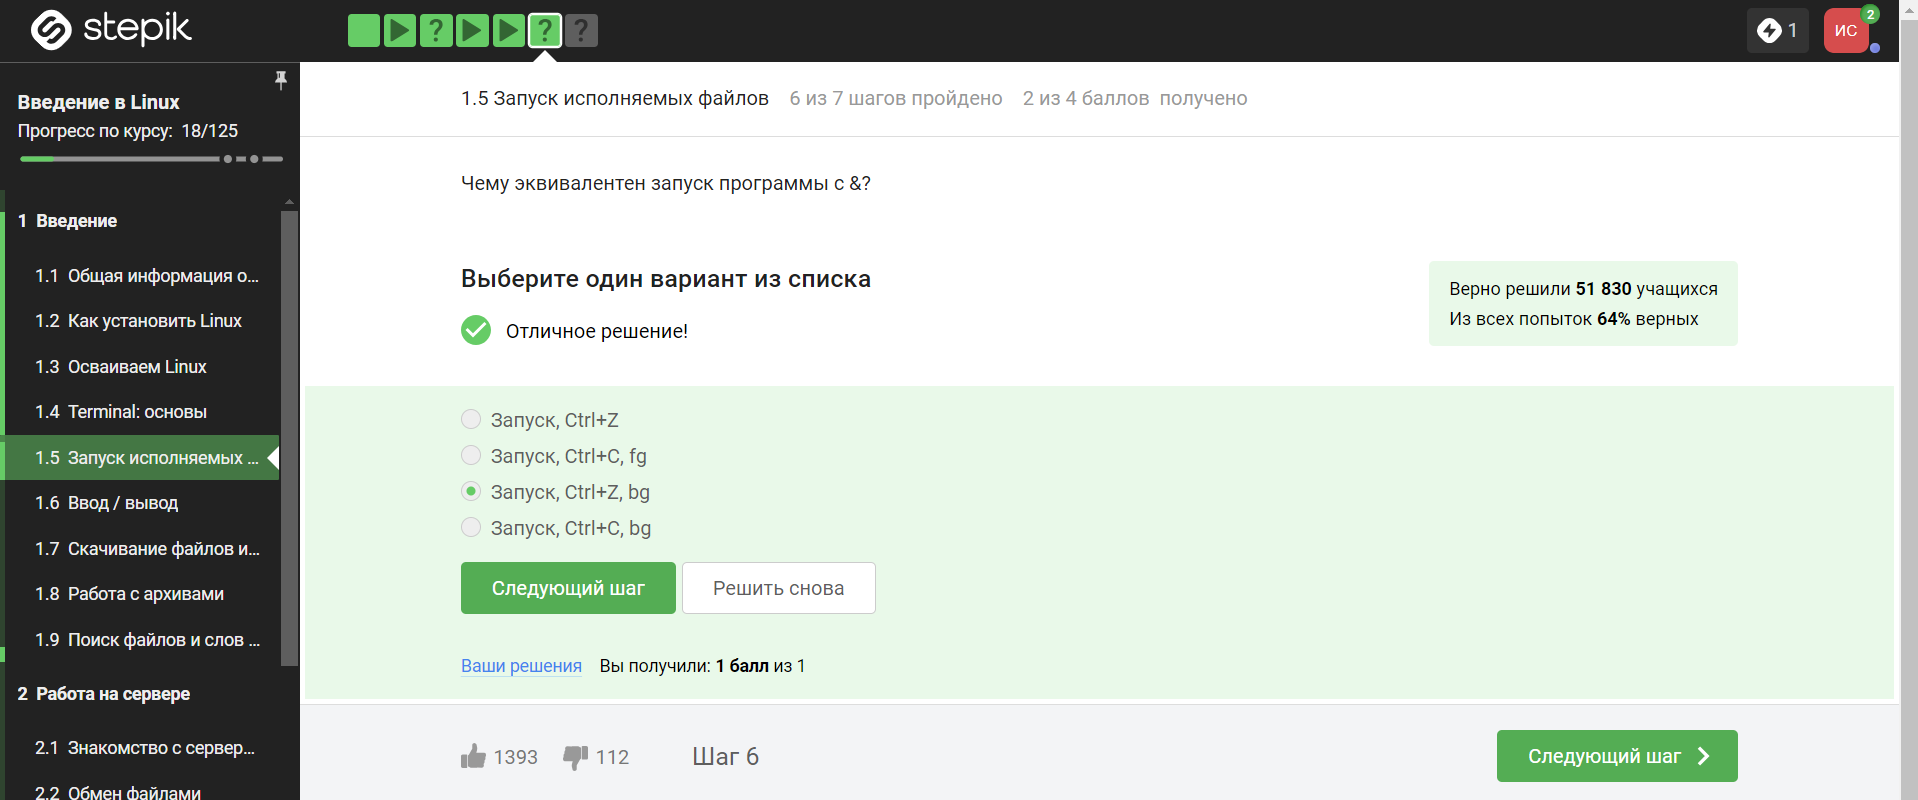 stepik
? ? ?
1
ИС
2
Введение в Linux
Прогресс по курсу: 18/125
1 Введение
1.1 Общая информация о...
1.2 Как установить Linux
1.3 Осваиваем Linux
1.4 Terminal: основы
1.5 Запуск исполняемых ...
1.6 Ввод / вывод
1.7 Скачивание файлов и...
1.8 Работа с архивами
1.9 Поиск файлов и слов ...
2 Работа на сервере
2.1 Знакомство с сервер...
2.2 Обмен файлами
1.5 Запуск исполняемых файлов 6 из 7 шагов пройдено 2 из 4 баллов получено
Чему эквивалентен запуск программы с &?
Выберите один вариант из списка
Отличное решение!
Верно решили 51 830 учащихся
Из всех попыток 64% верных
Запуск, Ctrl+Z
Запуск, Ctrl+C, fg
Запуск, Ctrl+Z, bg
Запуск, Ctrl+C, bg
Следующий шаг
Решить снова
Ваши решения Вы получили: 1 балл из 1
1393 112 Шаг 6
Следующий шаг